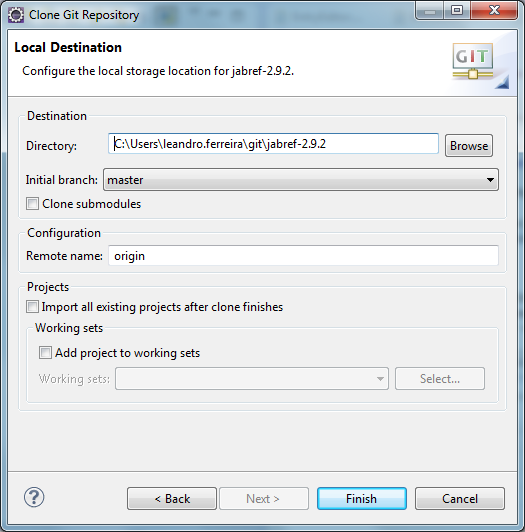 Clone Git Repository
Local Destination
Configure the local storage location for jabref-2.9.2.
GIT
Destination
Directory: C:\Users\leandro.ferreira\git\jabref-2.9.2 Browse
Initial branch: master
Clone submodules
Configuration
Remote name: origin
Projects
Import all existing projects after clone finishes
Working sets
Add project to working sets
Working sets: Select...
? < Back Next > Finish Cancel